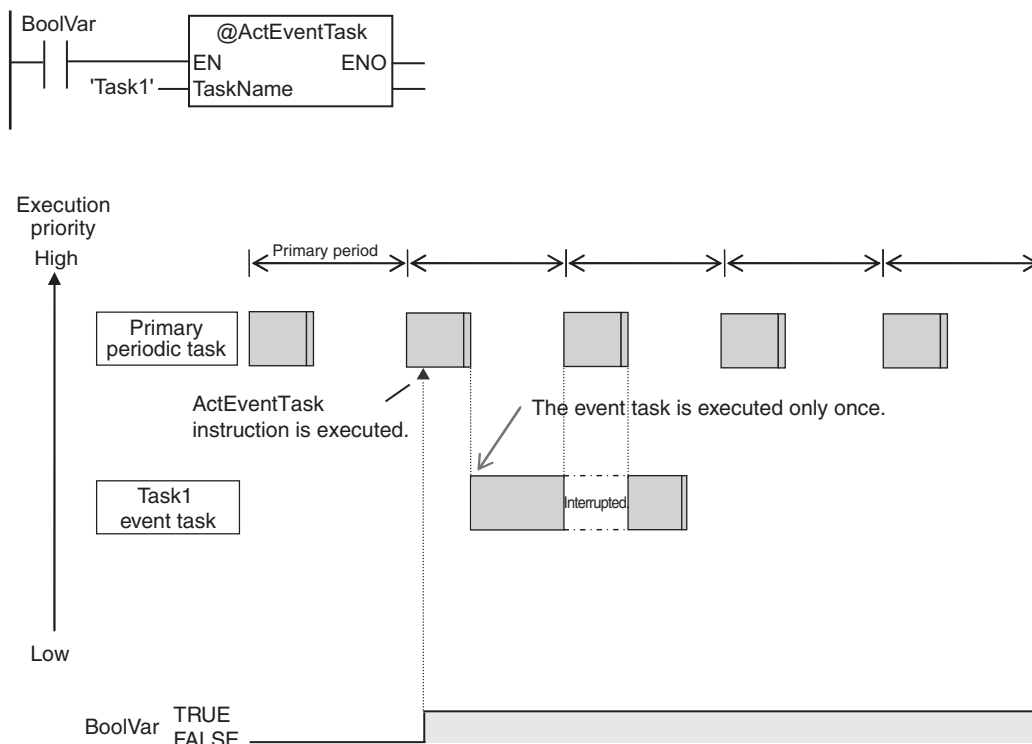 BoolVar
@ActEventTask
EN ENO
'Task1' TaskName
Execution
priority
High
Primary period
Primary
periodic task
ActEventTask
instruction is executed.
The event task is executed only once.
Task1
event task
Interrupted.
Low
BoolVar TRUE
FALSE